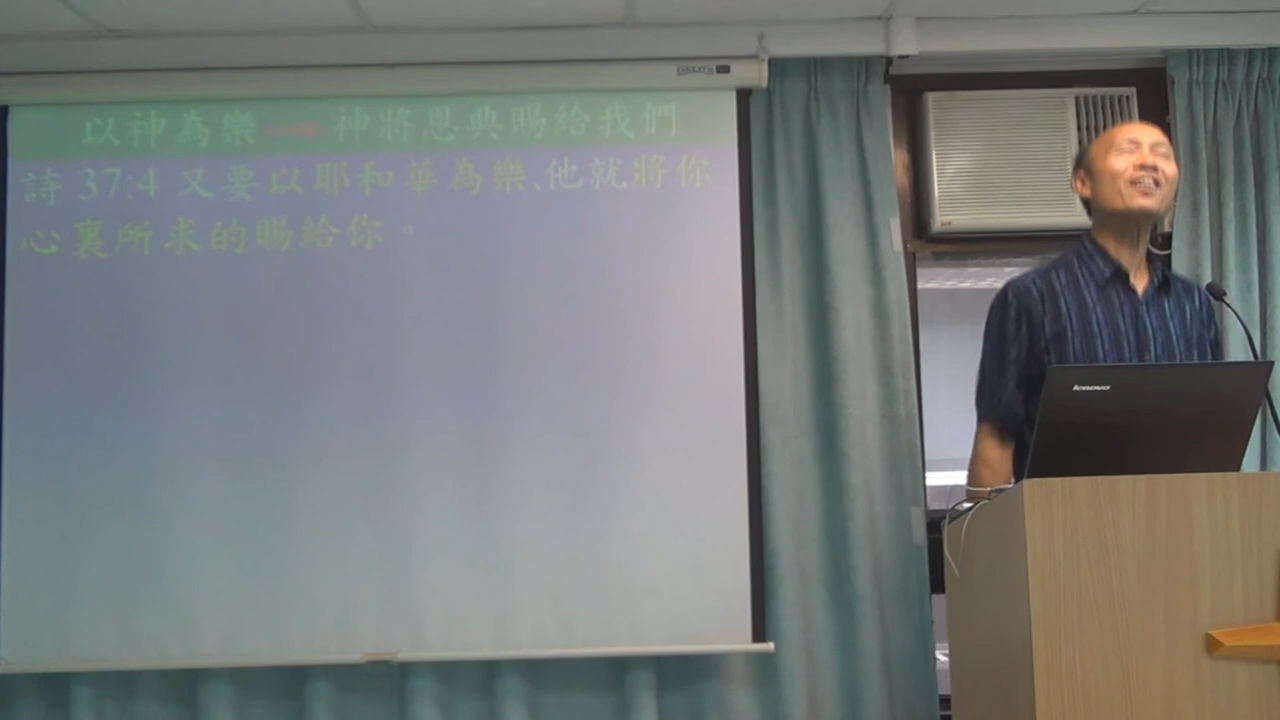 以神為樂 — 神將恩典賜給我們
詩 37:4 又要以耶和華為樂、他就將你
心裏所求的賜給你。
lenovo